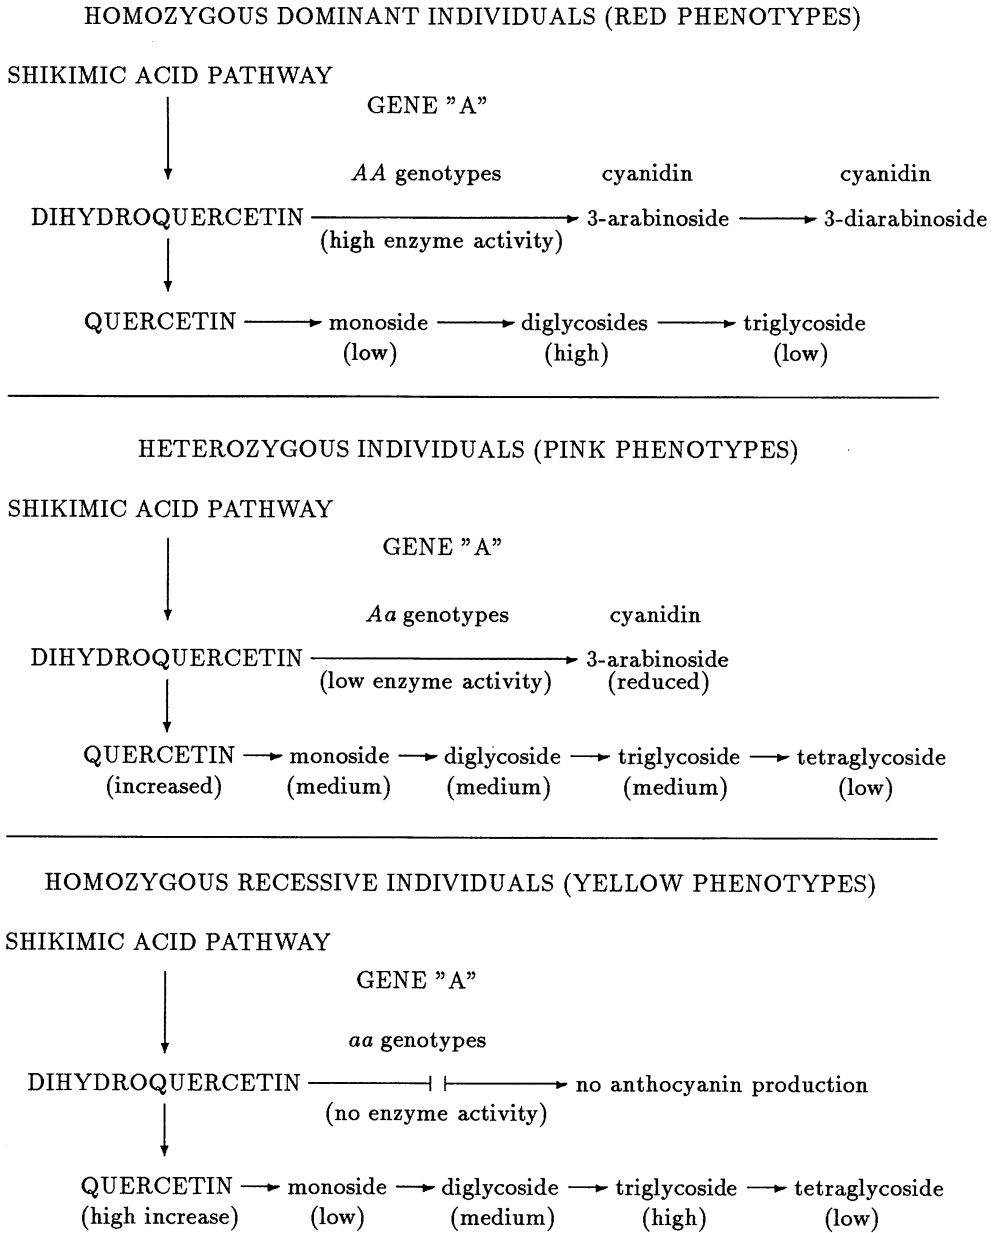 HOMOZYGOUS DOMINANT INDIVIDUALS (RED PHENOTYPES)
SHIKIMIC ACID PATHWAY
GENE ”A”
AA genotypes cyanidin cyanidin
DIHYDROQUERCETIN 3-arabinoside 3-diarabinoside
(high enzyme activity)
QUERCETIN monoside diglycosides triglycoside
(low) (high) (low)
HETEROZYGOUS INDIVIDUALS (PINK PHENOTYPES)
SHIKIMIC ACID PATHWAY
GENE ”A”
Aa genotypes cyanidin
DIHYDROQUERCETIN 3-arabinoside
(low enzyme activity) (reduced)
QUERCETIN monoside diglycoside triglycoside tetraglycoside
(increased) (medium) (medium) (medium) (low)
HOMOZYGOUS RECESSIVE INDIVIDUALS (YELLOW PHENOTYPES)
SHIKIMIC ACID PATHWAY
GENE ”A”
aa genotypes
DIHYDROQUERCETIN no anthocyanin production
(no enzyme activity)
QUERCETIN monoside diglycoside triglycoside tetraglycoside
(high increase) (low) (medium) (high) (low)